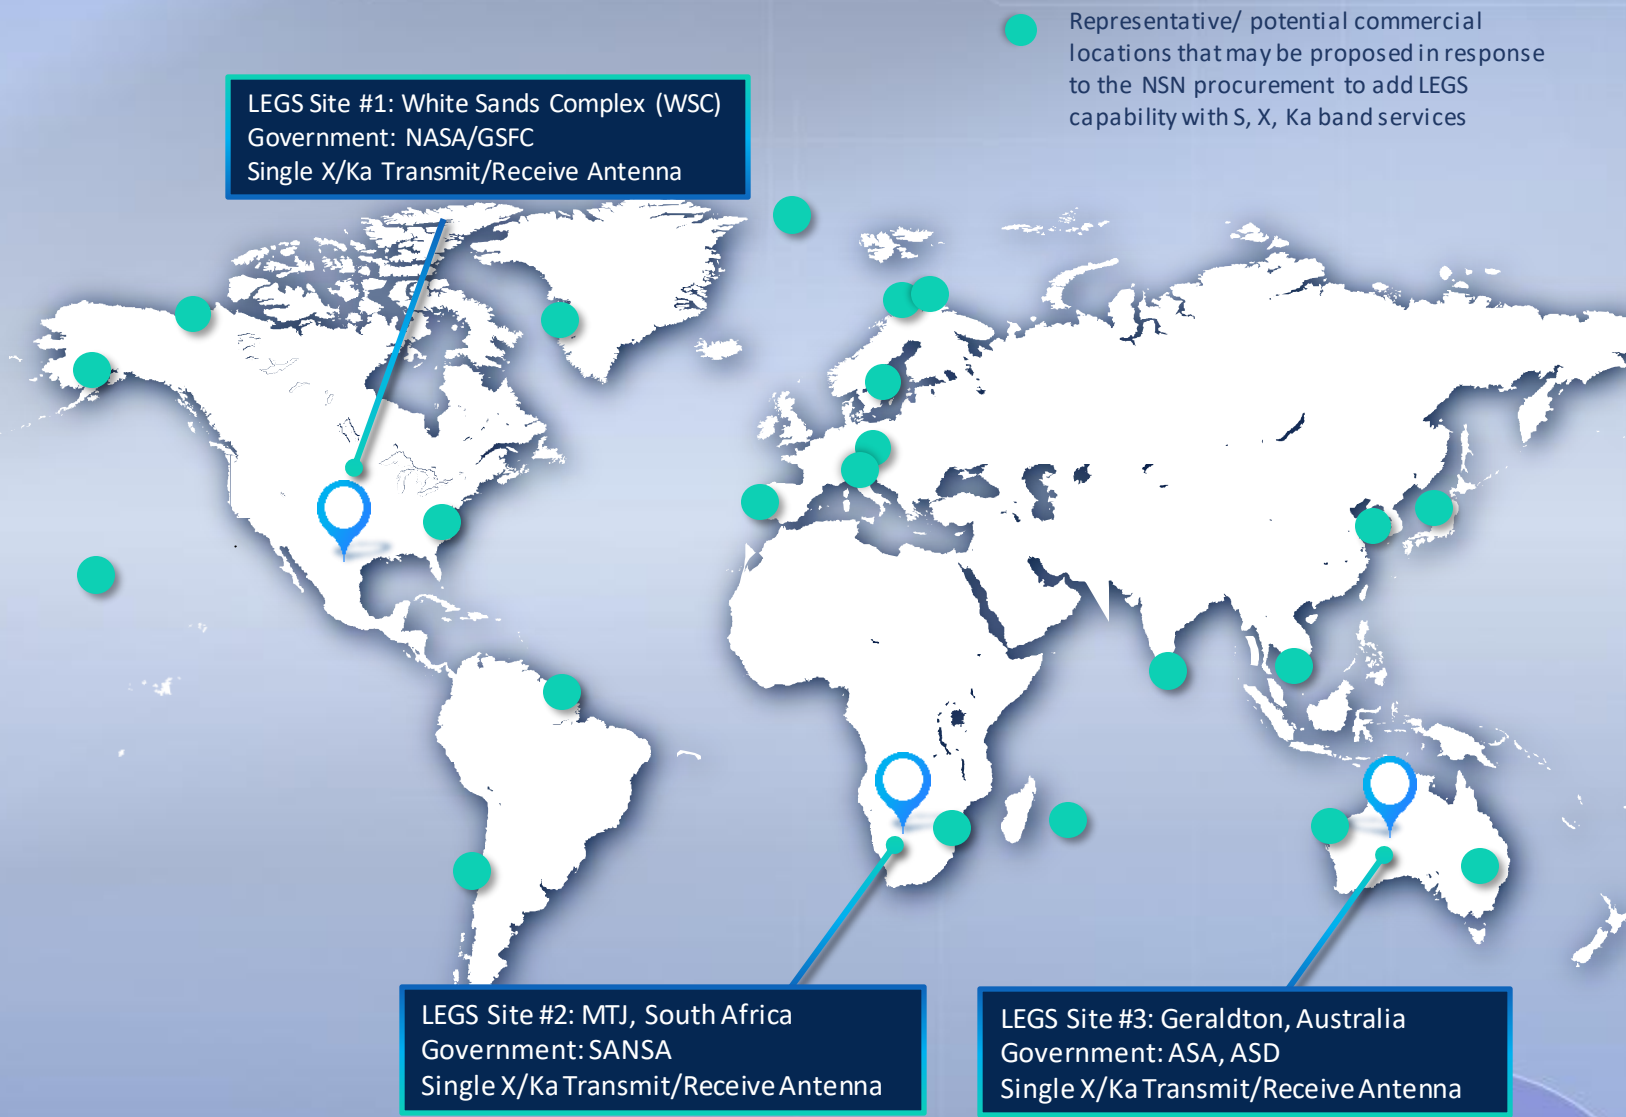 Representative/ potential commercial
locations that may be proposed in response
to the NSN procurement to add LEGS
capability with S, X, Ka band services
LEGS Site #1: White Sands Complex (WSC)
Government: NASA/GSFC
Single X/Ka Transmit/Receive Antenna
LEGS Site #2: MTJ, South Africa
Government: SANSA
Single X/Ka Transmit/Receive Antenna
LEGS Site #3: Geraldton, Australia
Government: ASA, ASD
Single X/Ka Transmit/Receive Antenna